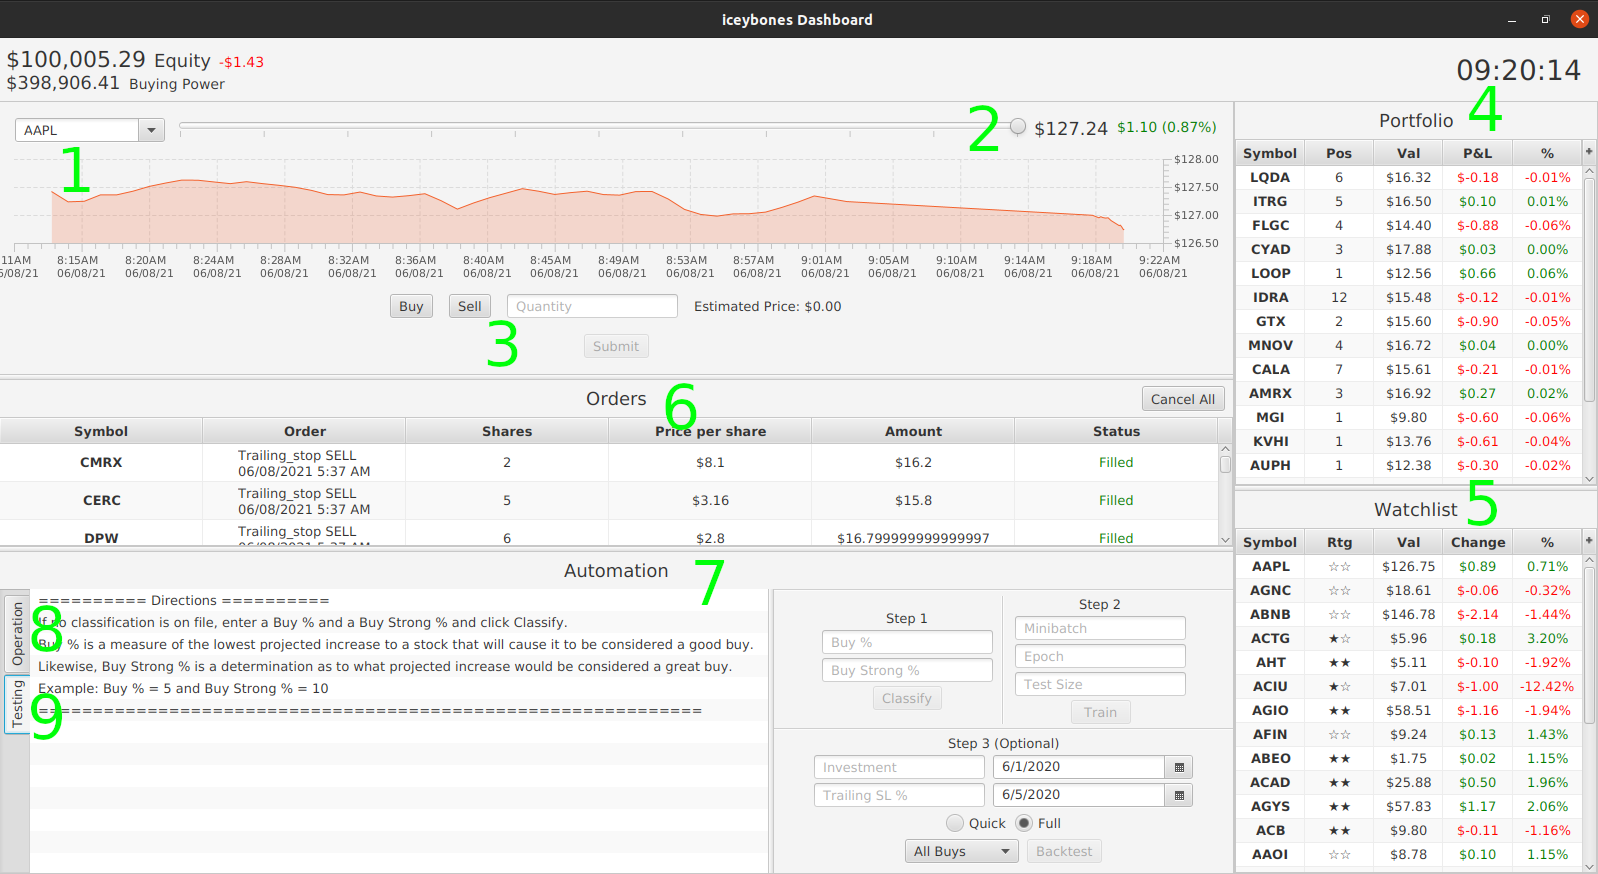 iceybones Dashboard
$100,005.29 Equity -$1.43
$398,906.41 Buying Power
09:20:14
AAPL
$127.24 $1.10 (0.87%)
1
2
$128.00
$127.50
$127.00
$126.50
11AM 8:15AM 8:20AM 8:24AM 8:28AM 8:32AM 8:36AM 8:40AM 8:45AM 8:49AM 8:53AM 8:57AM 9:01AM 9:05AM 9:10AM 9:14AM 9:18AM 9:22AM
6/08/21 06/08/21 06/08/21 06/08/21 06/08/21 06/08/21 06/08/21 06/08/21 06/08/21 06/08/21 06/08/21 06/08/21 06/08/21 06/08/21 06/08/21 06/08/21 06/08/21 06/08/21
Buy Sell Quantity Estimated Price: $0.00
3
Submit
Orders 6 Cancel All
Symbol Order Shares Price per share Amount Status
CMRX Trailing_stop SELL 06/08/2021 5:37 AM 2 $8.1 $16.2 Filled
CERC Trailing_stop SELL 06/08/2021 5:37 AM 5 $3.16 $15.8 Filled
DPW Trailing_stop SELL 06/08/2021 5:37 AM 6 $2.8 $16.799999999999997 Filled
Automation 7
Operation
8
Testing
9
========== Directions ==========
If no classification is on file, enter a Buy % and a Buy Strong % and click Classify.
Buy % is a measure of the lowest projected increase to a stock that will cause it to be considered a good buy.
Likewise, Buy Strong % is a determination as to what projected increase would be considered a great buy.
Example: Buy % = 5 and Buy Strong % = 10
Step 1
Buy %
Buy Strong %
Classify
Step 2
Minibatch
Epoch
Test Size
Train
Step 3 (Optional)
Investment 6/1/2020
Trailing SL % 6/5/2020
Quick Full
All Buys Backtest
Portfolio 4
Symbol Pos Val P&L % +
LQDA 6 $16.32 $-0.18 -0.01%
ITRG 5 $16.50 $0.10 0.01%
FLGC 4 $14.40 $-0.88 -0.06%
CYAD 3 $17.88 $0.03 0.00%
LOOP 1 $12.56 $0.66 0.06%
IDRA 12 $15.48 $-0.12 -0.01%
GTX 2 $15.60 $-0.90 -0.05%
MNOV 4 $16.72 $0.04 0.00%
CALA 7 $15.61 $-0.21 -0.01%
AMRX 3 $16.92 $0.27 0.02%
MGI 1 $9.80 $-0.60 -0.06%
KVHI 1 $13.76 $-0.61 -0.04%
AUPH 1 $12.38 $-0.30 -0.02%
Watchlist 5
Symbol Rtg Val Change % +
AAPL ☆☆ $126.75 $0.89 0.71%
AGNC ☆☆ $18.61 $-0.06 -0.32%
ABNB ☆☆ $146.78 $-2.14 -1.44%
ACTG ★☆ $5.96 $0.18 3.20%
AHT ★★ $5.11 $-0.10 -1.92%
ACIU ★☆ $7.01 $-1.00 -12.42%
AGIO ★★ $58.51 $-1.16 -1.94%
AFIN ☆☆ $9.24 $0.13 1.43%
ABEO ★★ $1.75 $0.02 1.15%
ACAD ★★ $25.88 $0.50 1.96%
AGYS ★★ $57.83 $1.17 2.06%
ACB ★★ $9.80 $-0.11 -1.16%
AAOI ☆☆ $8.78 $0.10 1.15%